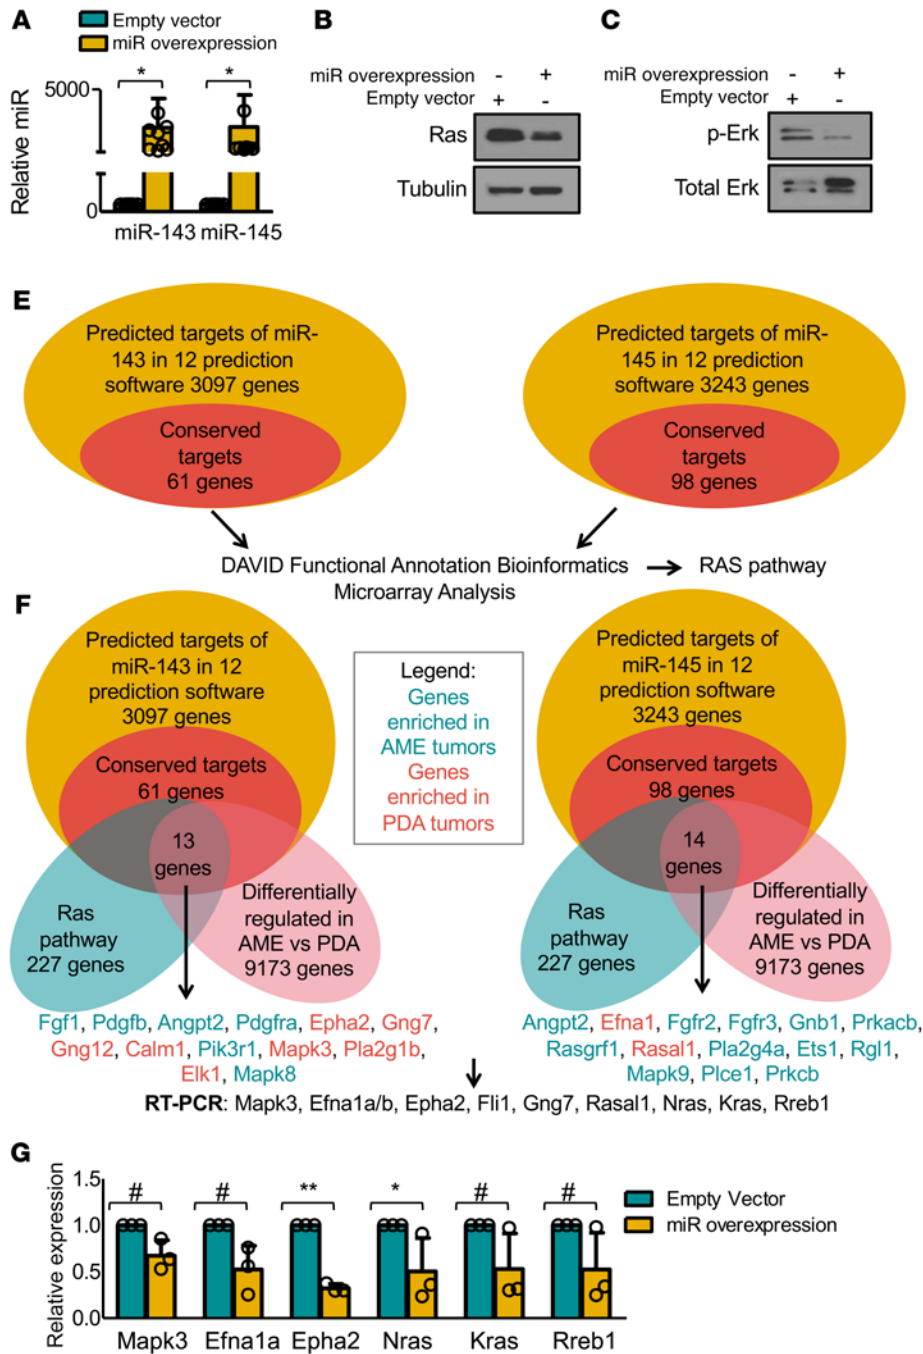 A
Empty vector
miR overexpression
Relative miR
5000
0
* *
miR-143 miR-145
B
miR overexpression - +
Empty vector + -
Ras
Tubulin
C
miR overexpression - +
Empty vector + -
p-Erk
Total Erk
E
Predicted targets of miR-
143 in 12 prediction
software 3097 genes
Conserved
targets
61 genes
Predicted targets of miR-
145 in 12 prediction
software 3243 genes
Conserved
targets
98 genes
DAVID Functional Annotation Bioinformatics
Microarray Analysis
RAS pathway
F
Predicted targets of
miR-143 in 12
prediction software
3097 genes
Conserved targets
61 genes
13
genes
Ras
pathway
227 genes
Differentially
regulated in
AME vs PDA
9173 genes
Legend:
Genes
enriched in
AME tumors
Genes
enriched in
PDA tumors
Predicted targets of
miR-145 in 12
prediction software
3243 genes
Conserved targets
98 genes
14
genes
Ras
pathway
227 genes
Differentially
regulated in
AME vs PDA
9173 genes
Fgf1, Pdgfb, Angpt2, Pdgfra, Epha2, Gng7,
Gng12, Calm1, Pik3r1, Mapk3, Pla2g1b,
Elk1, Mapk8
Angpt2, Efna1, Fgfr2, Fgfr3, Gnb1, Prkacb,
Rasgrf1, Rasal1, Pla2g4a, Ets1, Rgl1,
Mapk9, Plce1, Prkcb
RT-PCR: Mapk3, Efna1a/b, Epha2, Fli1, Gng7, Rasal1, Nras, Kras, Rreb1
G
Relative expression
1.5
1.0
0.5
0.0
# # ** * # #
Mapk3 Efna1a Epha2 Nras Kras Rreb1
Empty Vector
miR overexpression